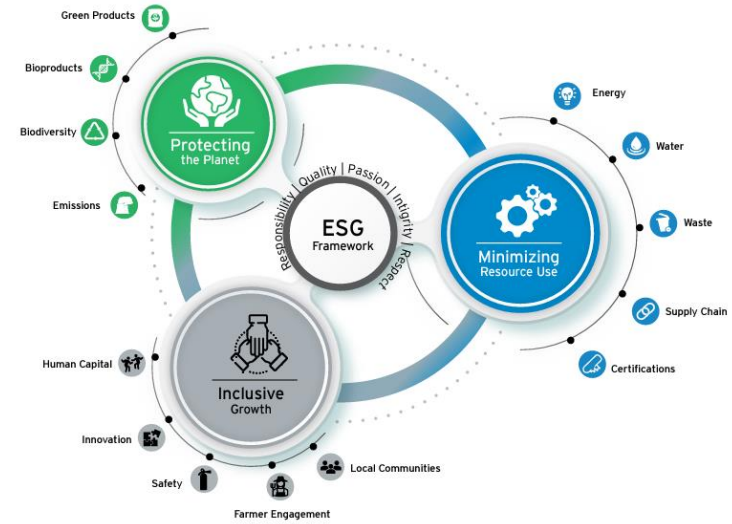 Green Products
Bioproducts
Biodiversity
Emissions
Protecting
the Planet
Responsibility | Quality | Passion | Intigrity | Respect
ESG
Framework
Energy
Water
Waste
Supply Chain
Certifications
Minimizing
Resource Use
Inclusive
Growth
Human Capital
Innovation
Safety
Farmer Engagement
Local Communities